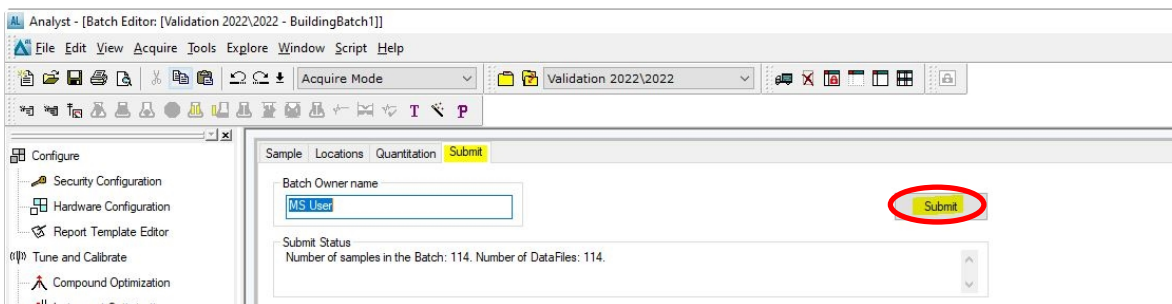 Analyst - [Batch Editor: [Validation 2022\2022 - BuildingBatch1]]
File Edit View Acquire Tools Explore Window Script Help
Acquire Mode Validation 2022\2022
T P
Configure
Security Configuration
Hardware Configuration
Report Template Editor
Tune and Calibrate
Compound Optimization
Sample Locations Quantitation Submit
Batch Owner name
MS User
Submit
Submit Status
Number of samples in the Batch: 114. Number of DataFiles: 114.